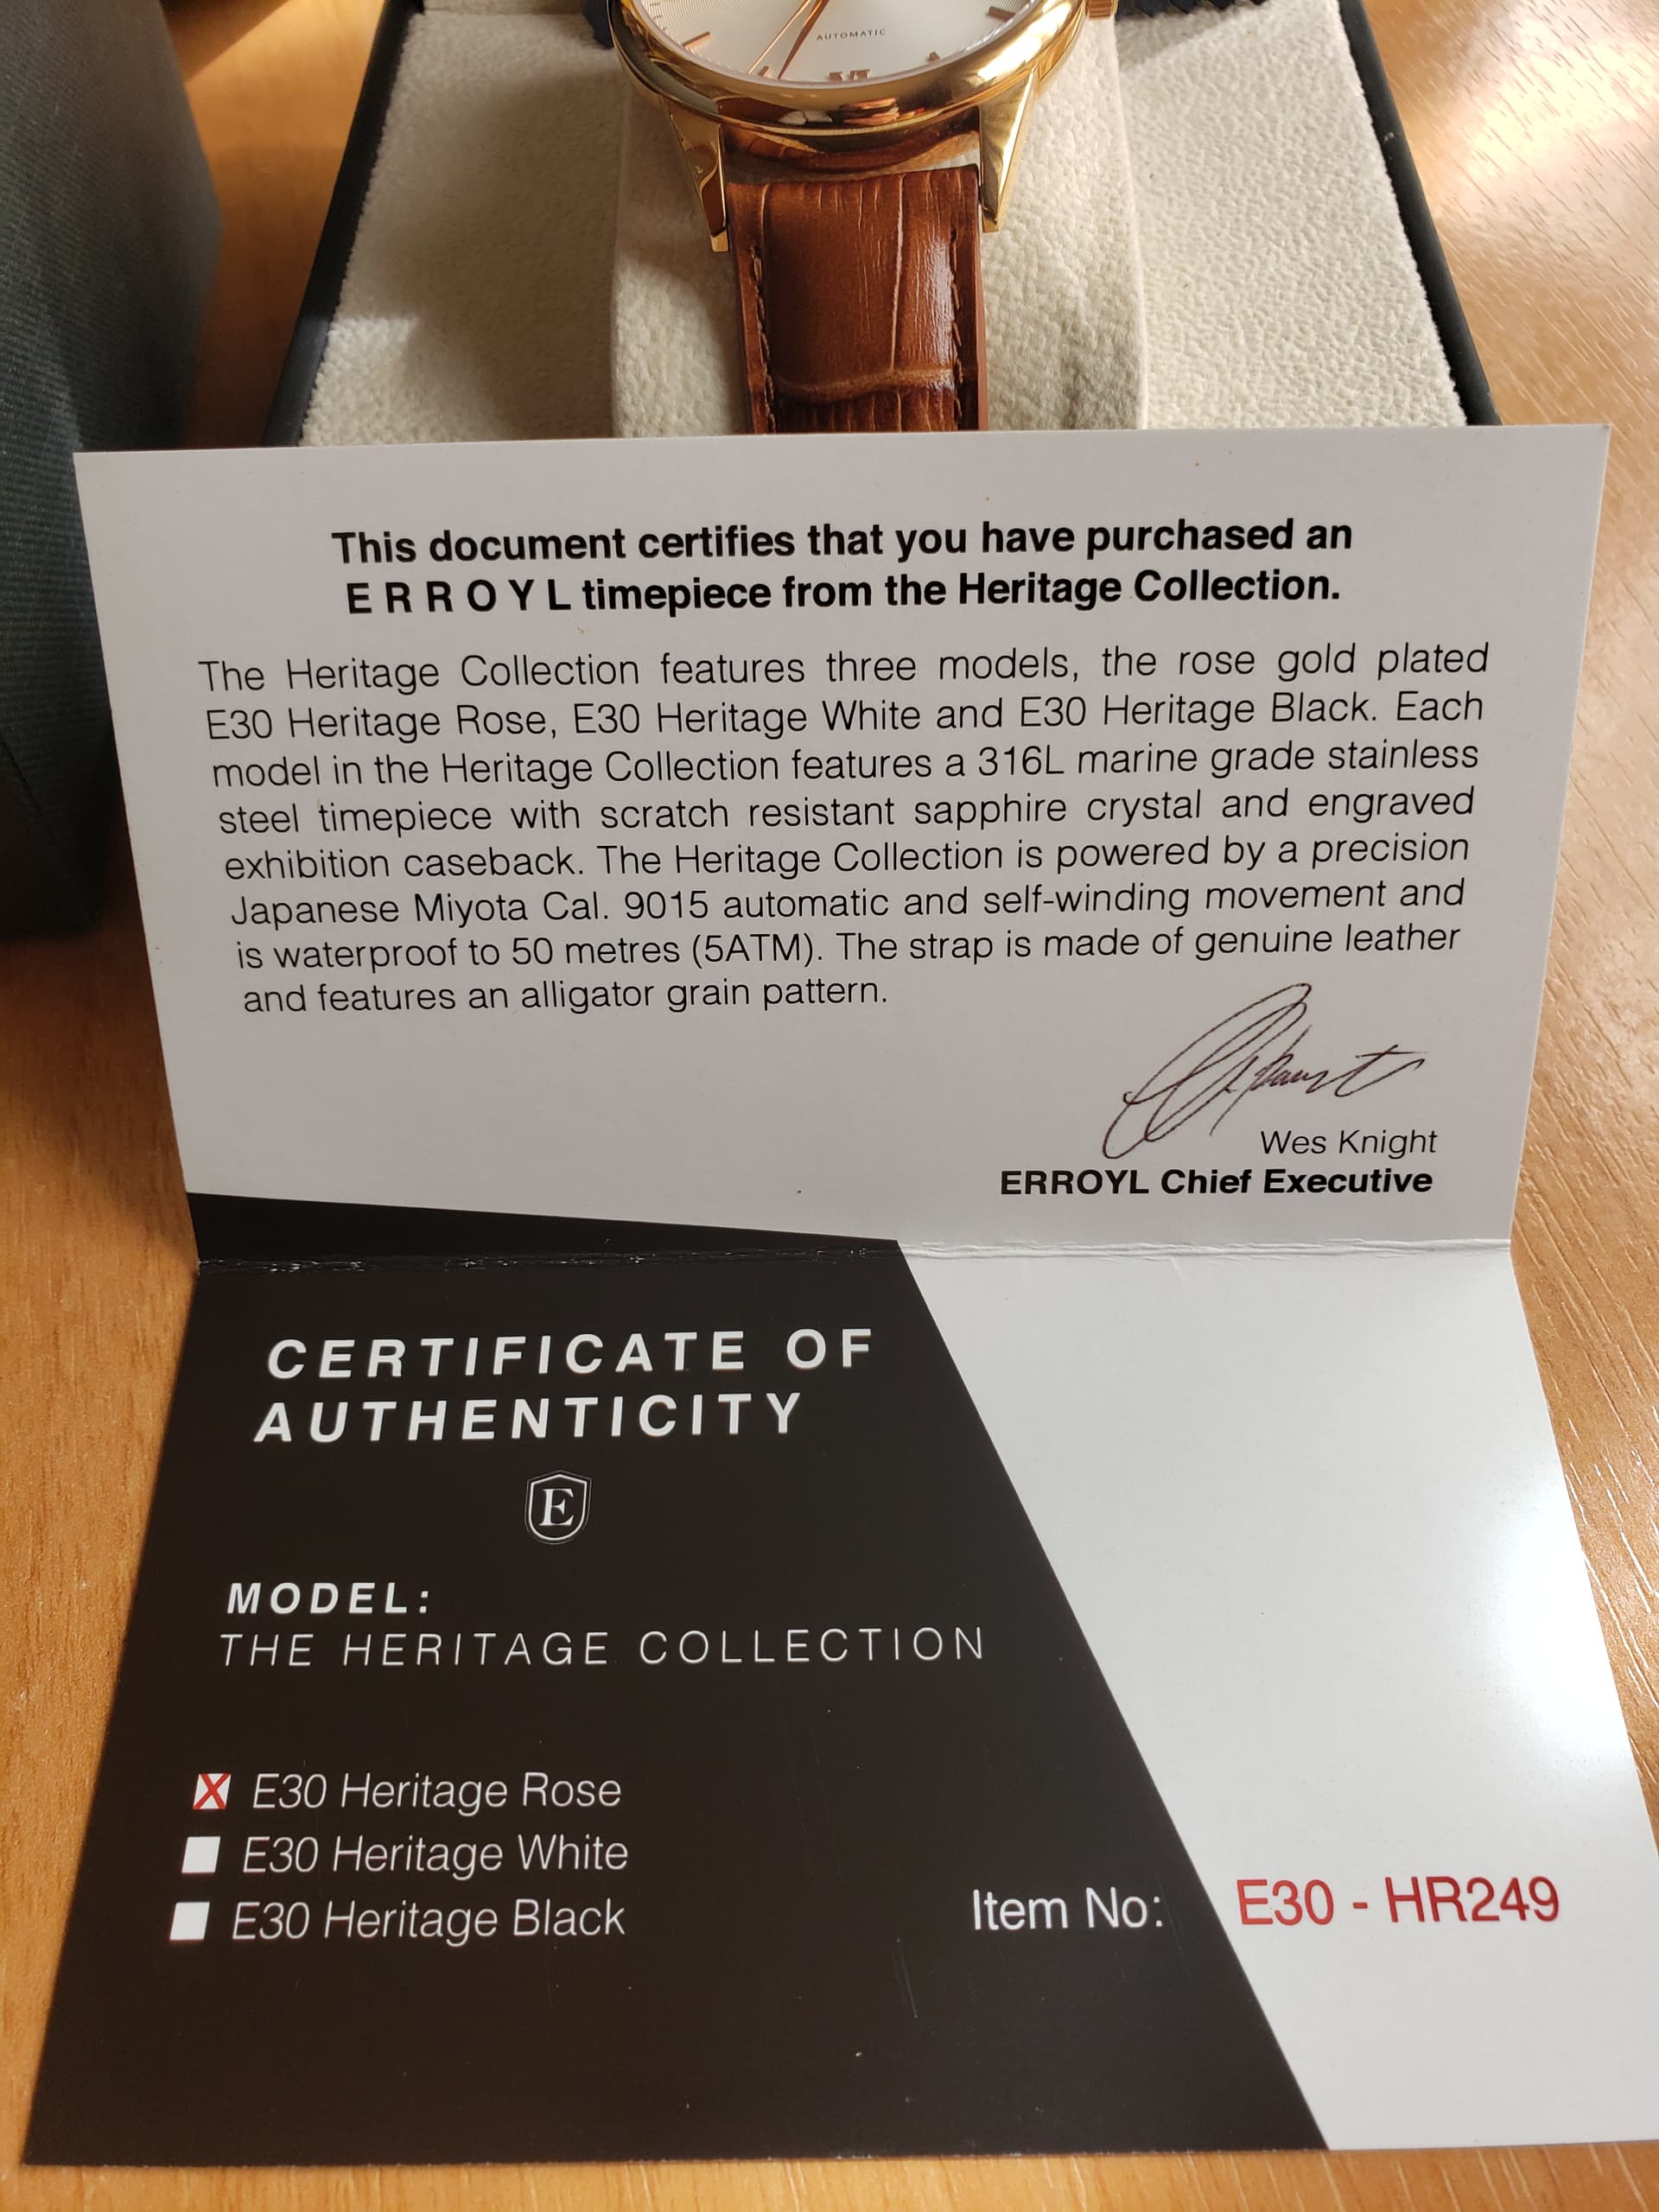 AUTOMATIC
VI
This document certifies that you have purchased an
E R R O Y L timepiece from the Heritage Collection.
The Heritage Collection features three models, the rose gold plated
E30 Heritage Rose, E30 Heritage White and E30 Heritage Black. Each
model in the Heritage Collection features a 316L marine grade stainless
steel timepiece with scratch resistant sapphire crystal and engraved
exhibition caseback. The Heritage Collection is powered by a precision
Japanese Miyota Cal. 9015 automatic and self-winding movement and
is waterproof to 50 metres (5ATM). The strap is made of genuine leather
and features an alligator grain pattern.
Wes Knight
ERROYL Chief Executive
CERTIFICATE OF
AUTHENTICITY
E
MODEL:
THE HERITAGE COLLECTION
X E30 Heritage Rose
E30 Heritage White
E30 Heritage Black
Item No: E30 - HR249